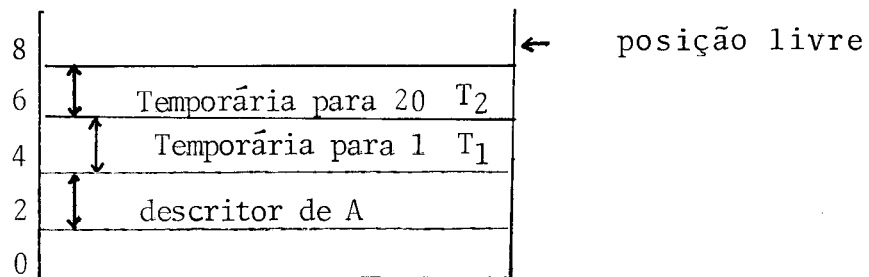 8 ← posição livre
6 Temporária para 20 T2
4 Temporária para 1 T1
2 descritor de A
0